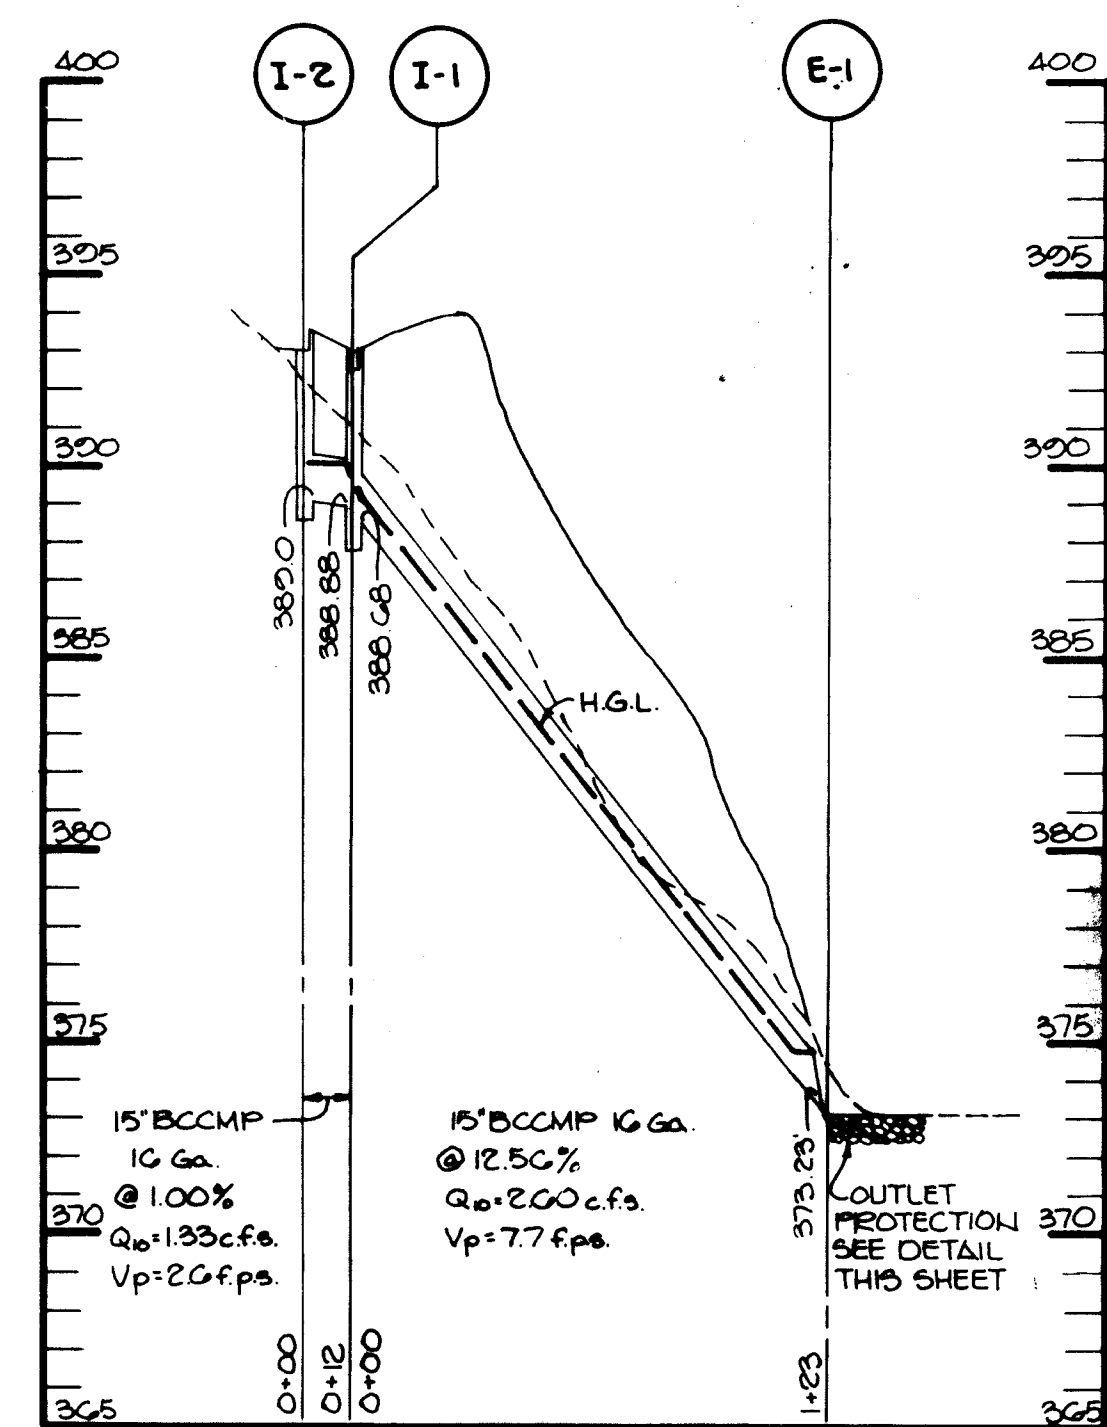 I-2
I-1
E-1
400
400
395
395
390
390
389.0
388.88
388.68
385
385
H.G.L.
380
380
375
375
15" BCCMP
16 Ga.
@ 1.00%
Q10=1.33 c.f.s.
Vp=2.6 f.p.s.
15" BCCMP 16 Ga.
@ 12.56%
Q10=2.60 c.f.s.
Vp=7.7 f.p.s.
373.23'
OUTLET
PROTECTION
SEE DETAIL
THIS SHEET
370
370
0+00
0+12
0+00
1+23
365
365